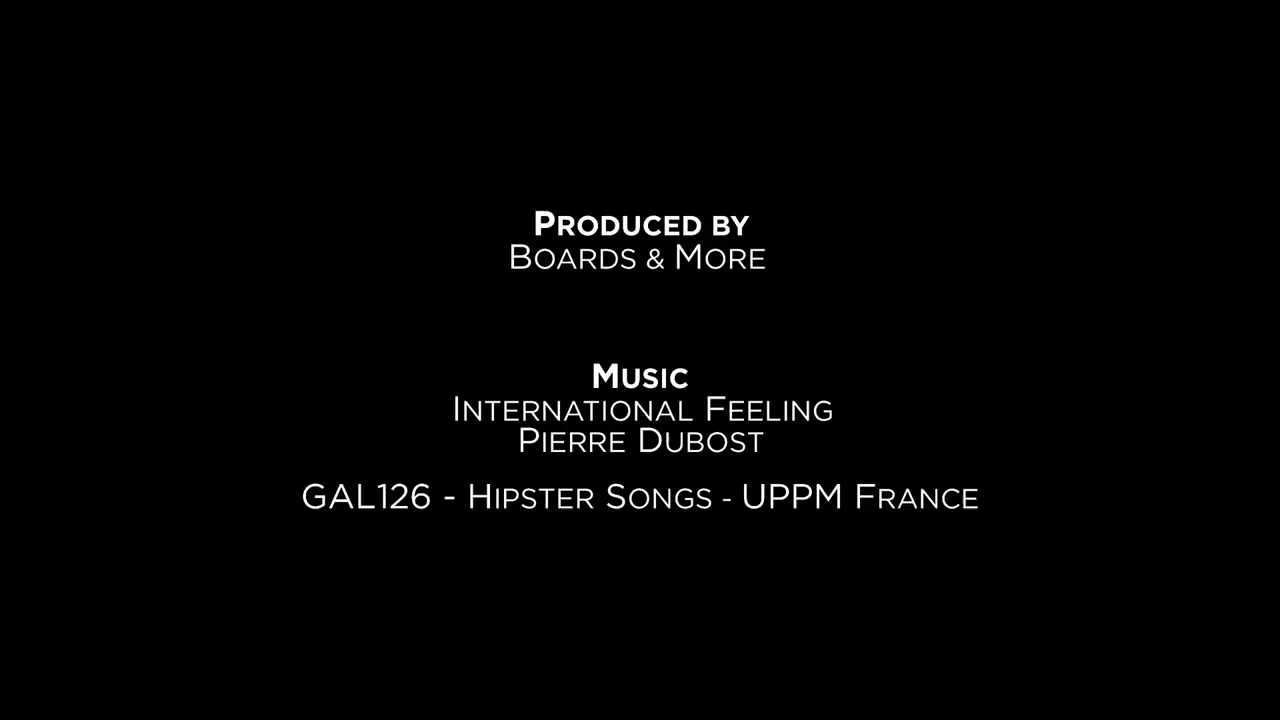 Produced by
Boards & More
Music
International Feeling
Pierre Dubost
GAL126 - Hipster Songs - UPPM France